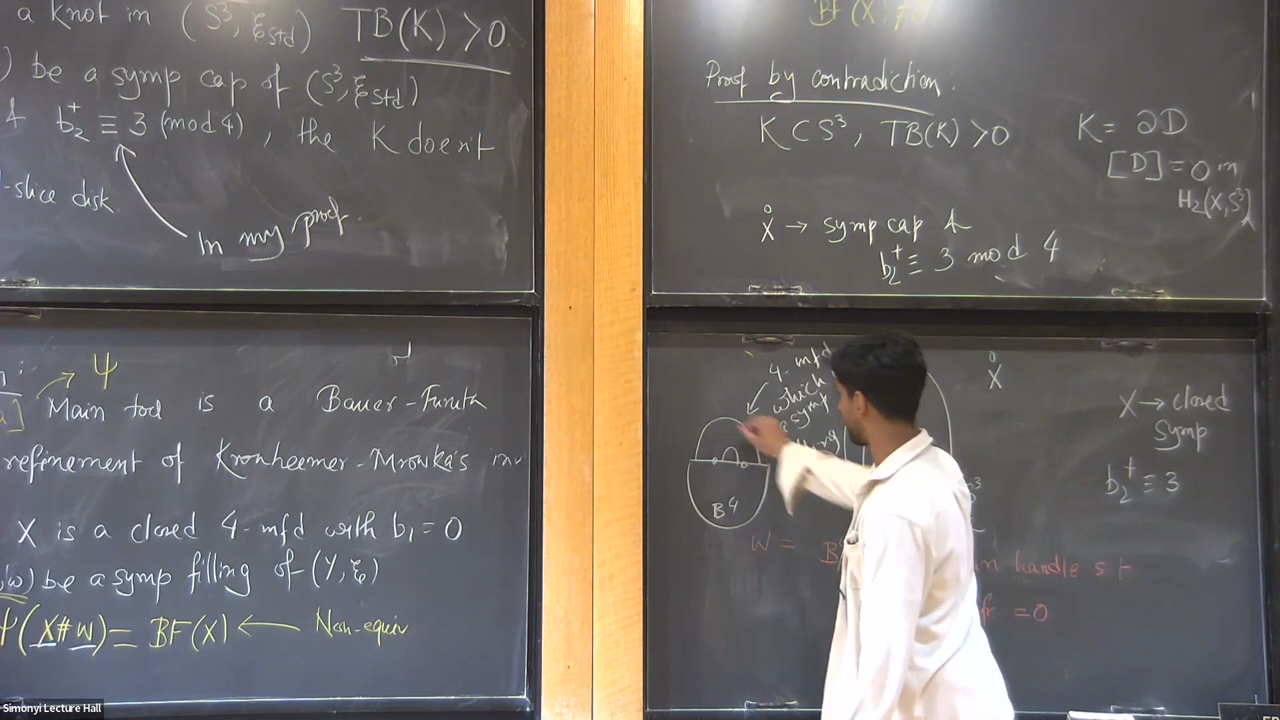 a knot in (S³, ξstd) TB(K) > 0.
) be a symp cap of (S³, ξstd)
b₂⁺ ≡ 3 (mod 4), the K doesn't
-slice disk.
In my proof.
Ψ
Main tool is a Bauer-Furuta
refinement of Kronheimer-Mrowka's inv
X is a closed 4-mfd with b₁ = 0
,ω) be a symp filling of (Y, ξ)
Ψ(X#W) = BF(X) ← Non-equiv
BF(X) ≠ 0
Proof by contradiction:
K ⊂ S³, TB(K) > 0
K = ∂D
[D] = 0 in
H₂(X, S³)
X̊ → symp cap
b₂⁺ ≡ 3 mod 4
4-mfd
which
symp
B⁴
X̊
X → closed
symp
b₂⁺ ≡ 3
W = B
handle s.t
= 0
Simonyi Lecture Hall